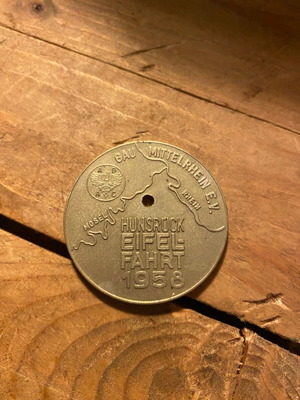 GAU MITTELRHEIN E.V.
MOSEL
RHEIN
HUNSRÜCK
EIFEL-
FAHRT
1958